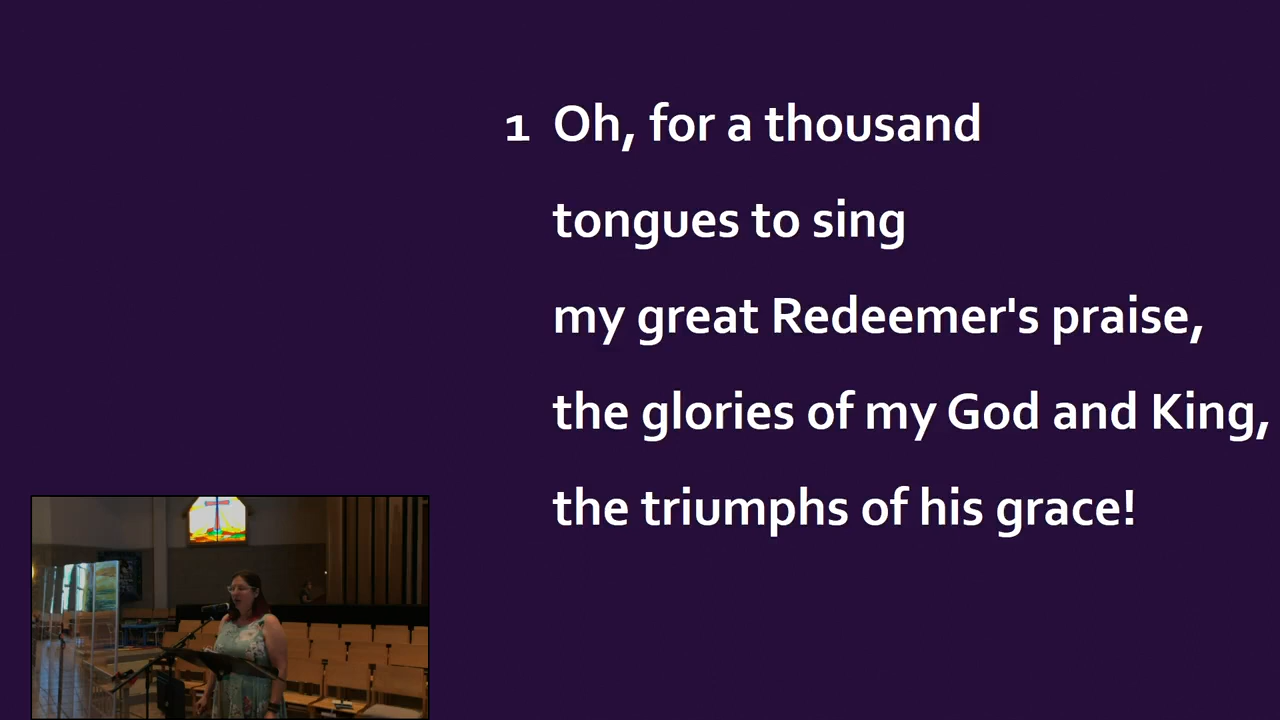 1 Oh, for a thousand
tongues to sing
my great Redeemer's praise,
the glories of my God and King,
the triumphs of his grace!